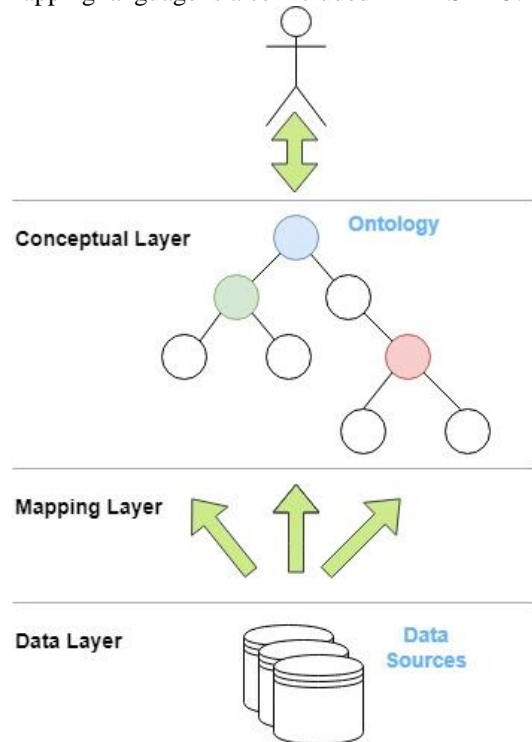 Ontology
Conceptual Layer
Mapping Layer
Data Layer
Data
Sources